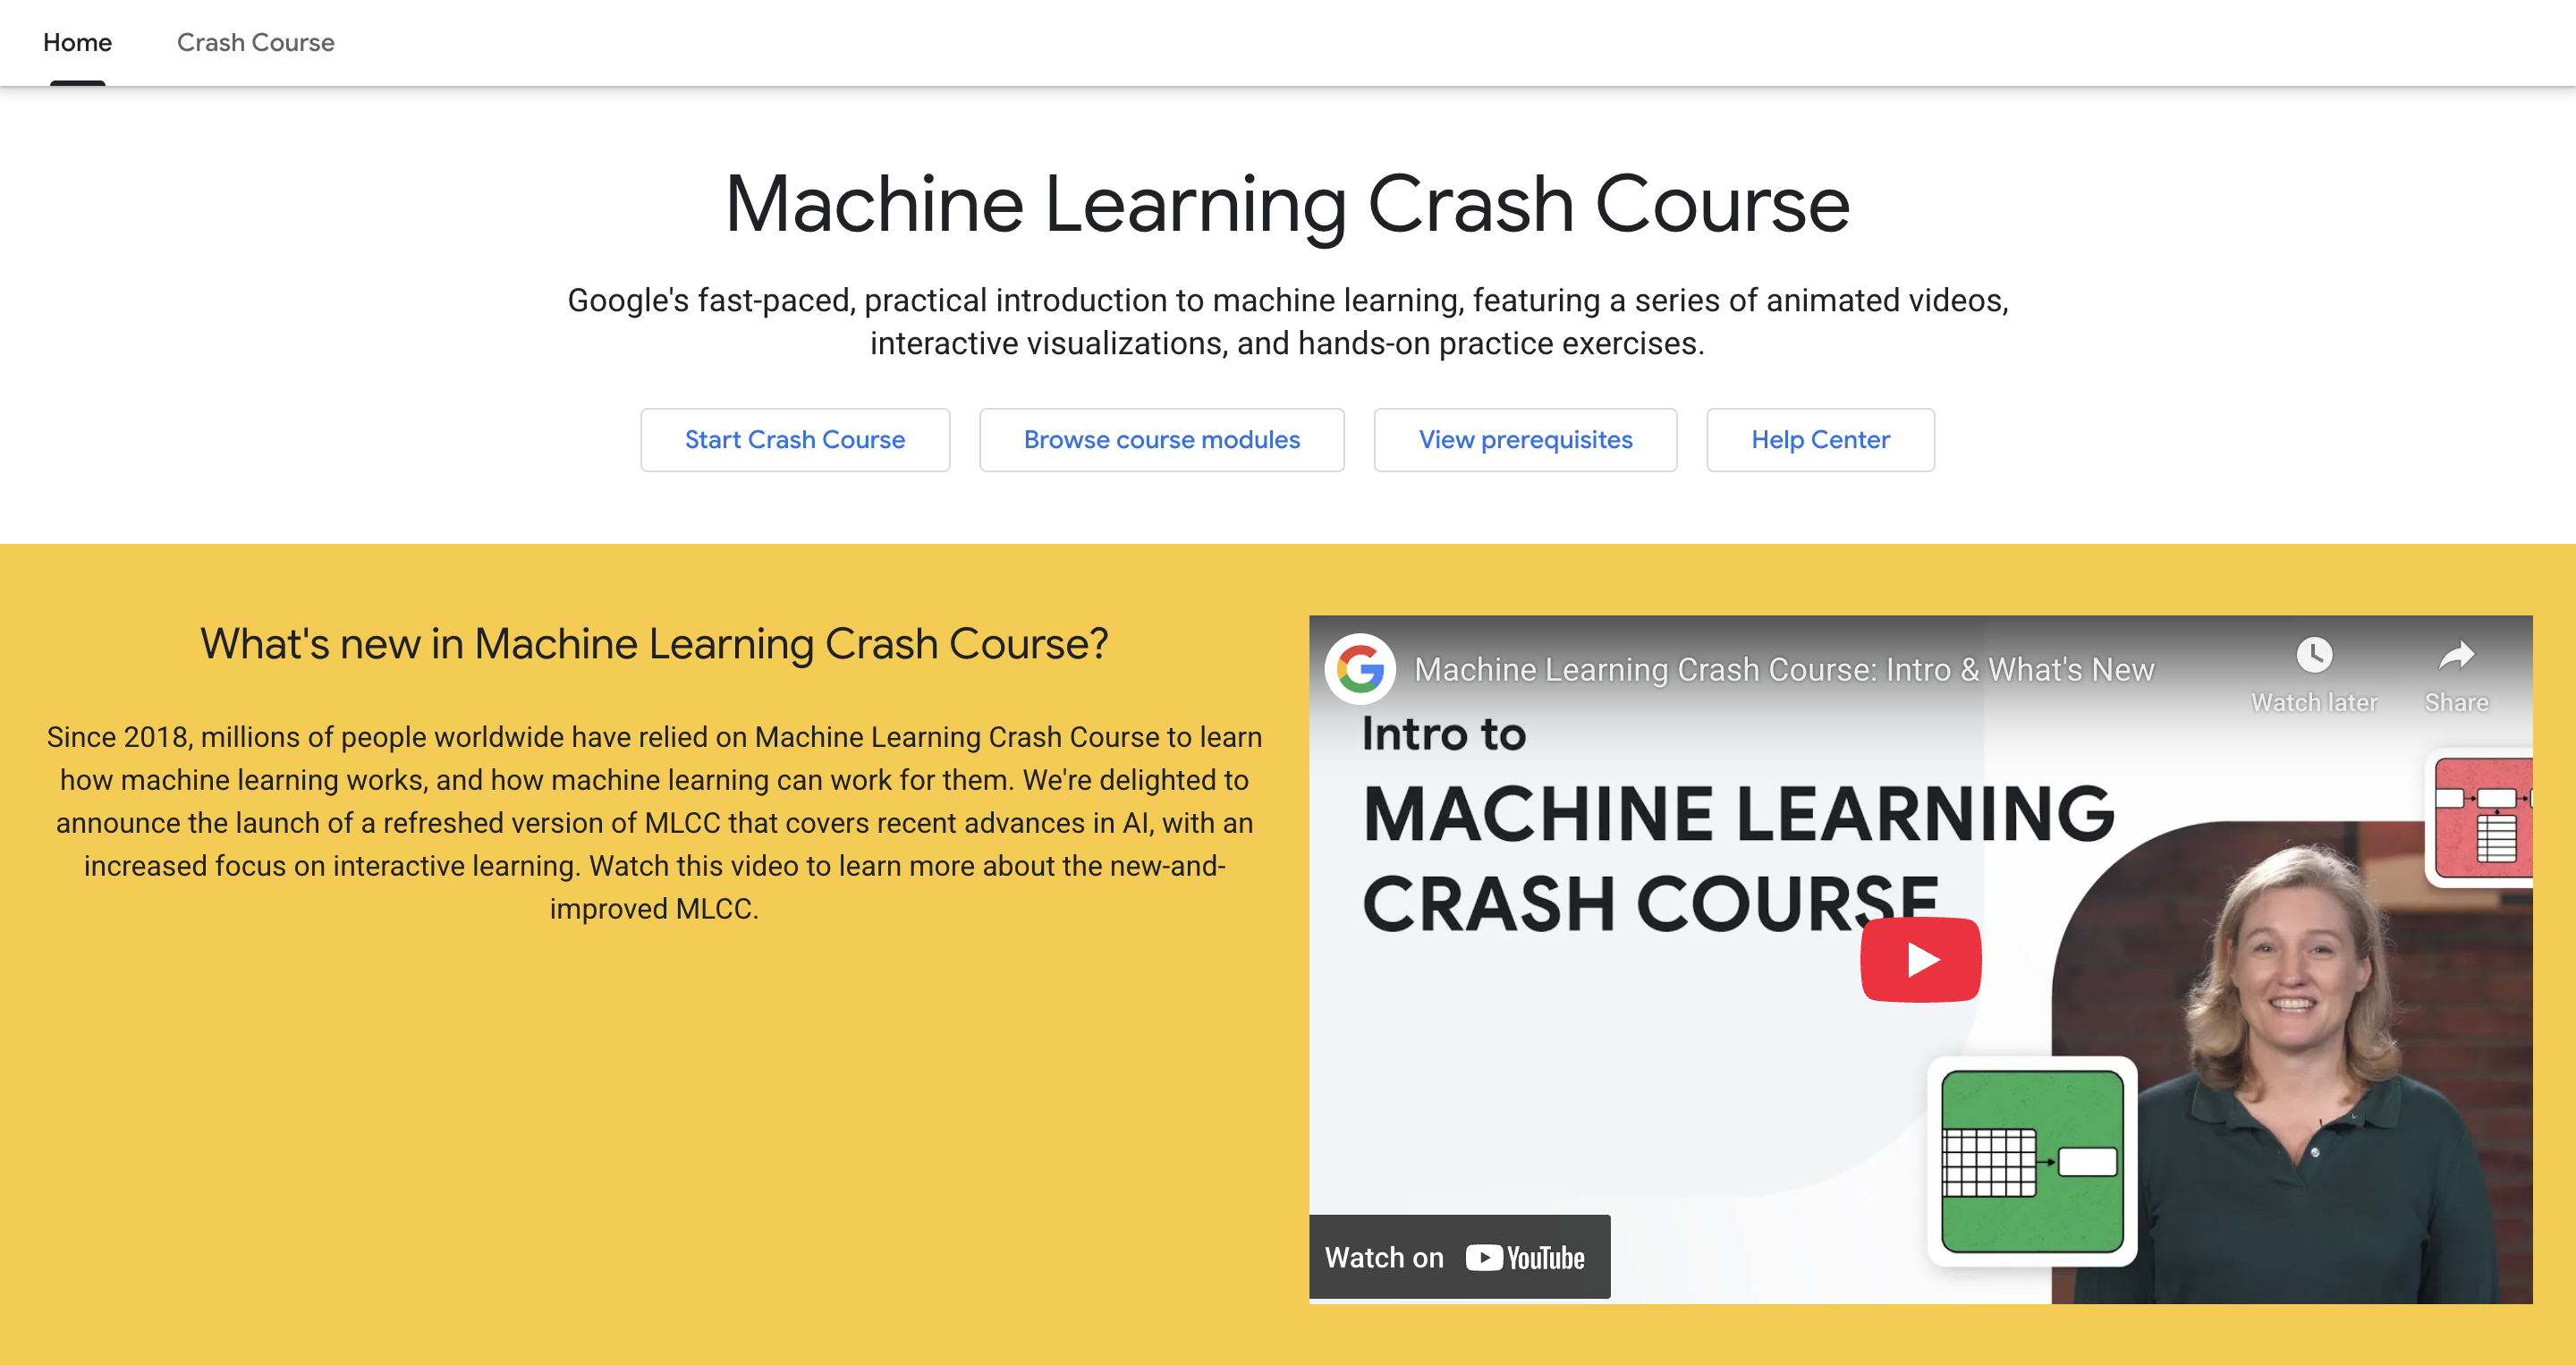 Home
Crash Course
Machine Learning Crash Course
Google's fast-paced, practical introduction to machine learning, featuring a series of animated videos,
interactive visualizations, and hands-on practice exercises.
Start Crash Course
Browse course modules
View prerequisites
Help Center
What's new in Machine Learning Crash Course?
Since 2018, millions of people worldwide have relied on Machine Learning Crash Course to learn
how machine learning works, and how machine learning can work for them. We're delighted to
announce the launch of a refreshed version of MLCC that covers recent advances in AI, with an
increased focus on interactive learning. Watch this video to learn more about the new-and-
improved MLCC.
Machine Learning Crash Course: Intro & What's New
Watch later
Share
Intro to
MACHINE LEARNING
CRASH COURSE
Watch on YouTube